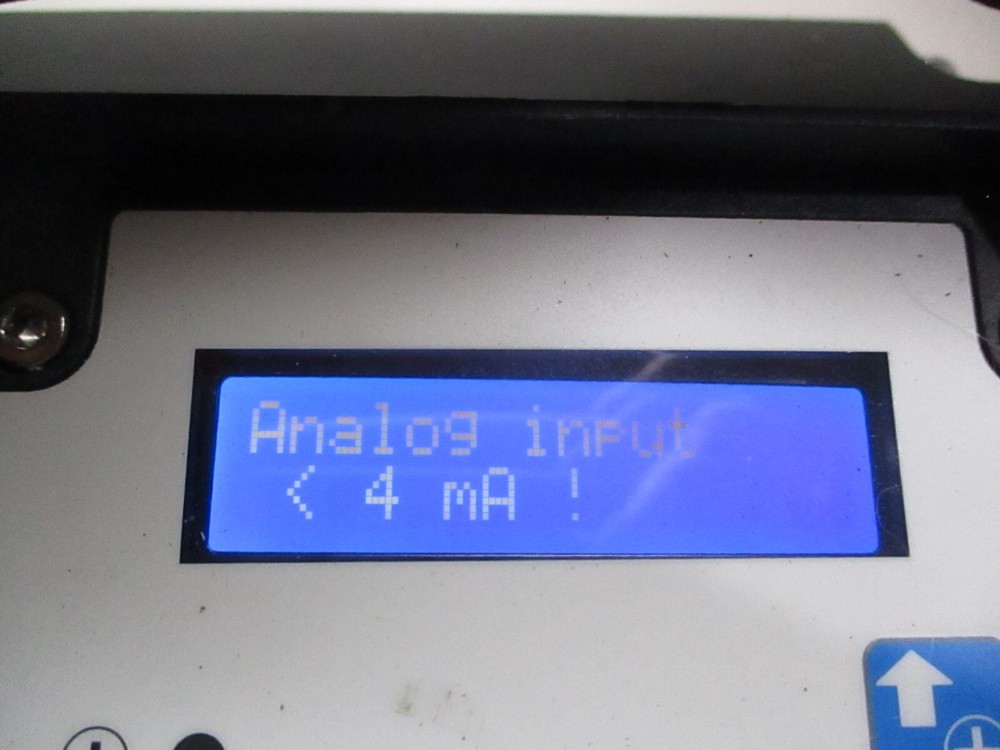 Analog input
< 4 mA !